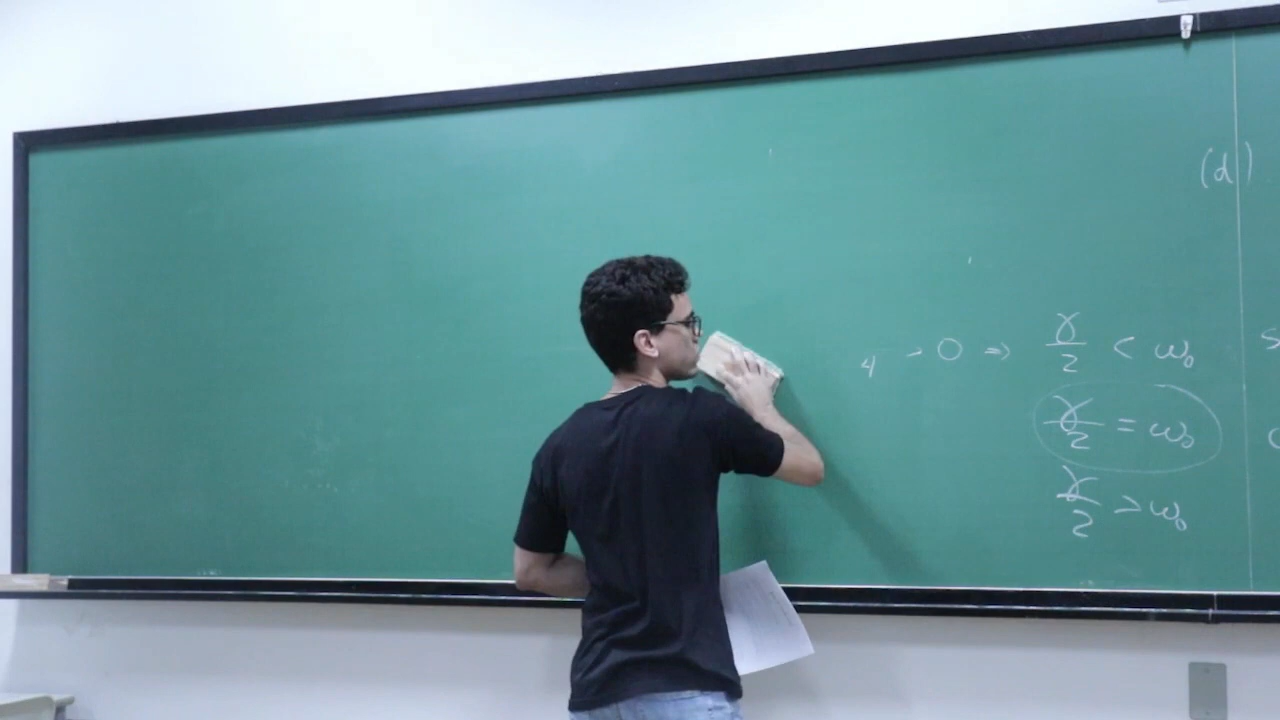 (d)
4 > 0 ⇒ γ/2 < ω₀
γ/2 = ω₀
γ/2 > ω₀